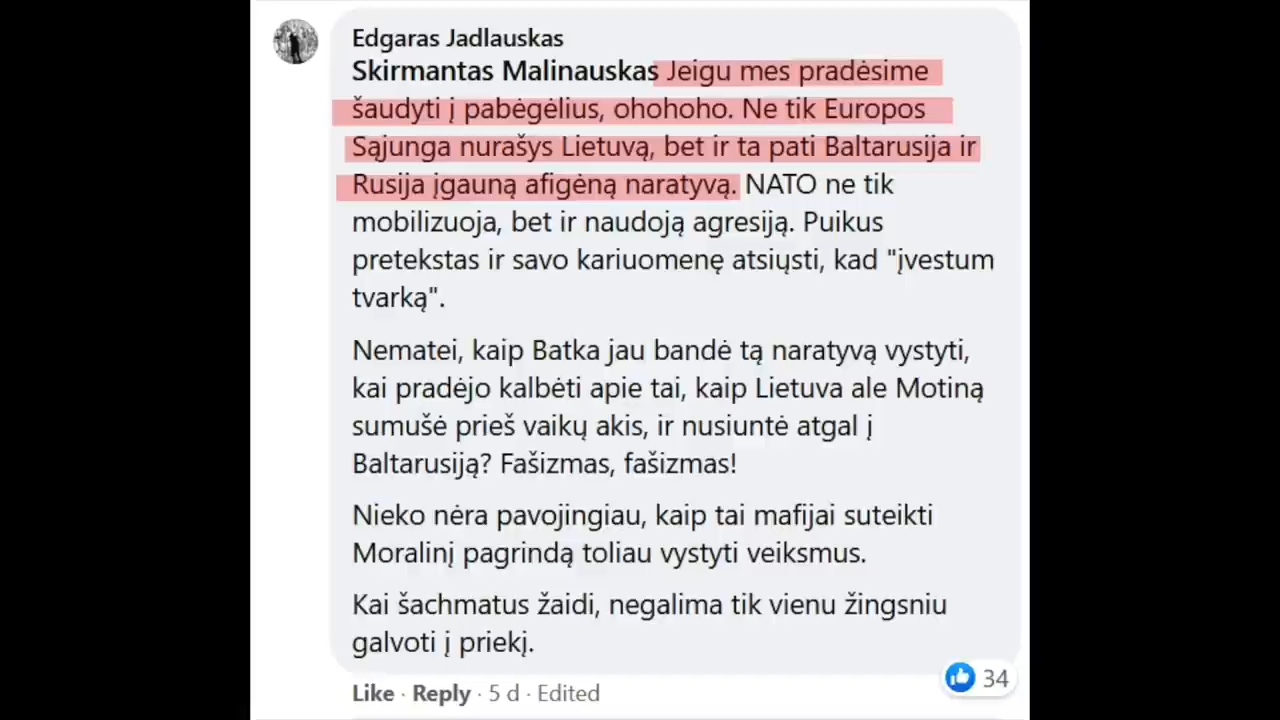 Edgaras Jadlauskas
Skirmantas Malinauskas Jeigu mes pradėsime
šaudyti į pabėgėlius, ohohoho. Ne tik Europos
Sąjunga nurašys Lietuvą, bet ir ta pati Baltarusija ir
Rusija įgauną afigėną naratyvą. NATO ne tik
mobilizuoja, bet ir naudoją agresiją. Puikus
pretekstas ir savo kariuomenę atsiųsti, kad "įvestum
tvarką".
Nematei, kaip Batka jau bandė tą naratyvą vystyti,
kai pradėjo kalbėti apie tai, kaip Lietuva ale Motiną
sumušė prieš vaikų akis, ir nusiuntė atgal į
Baltarusiją? Fašizmas, fašizmas!
Nieko nėra pavojingiau, kaip tai mafijai suteikti
Moralinį pagrindą toliau vystyti veiksmus.
Kai šachmatus žaidi, negalima tik vienu žingsniu
galvoti į priekį.
34
Like · Reply · 5 d · Edited